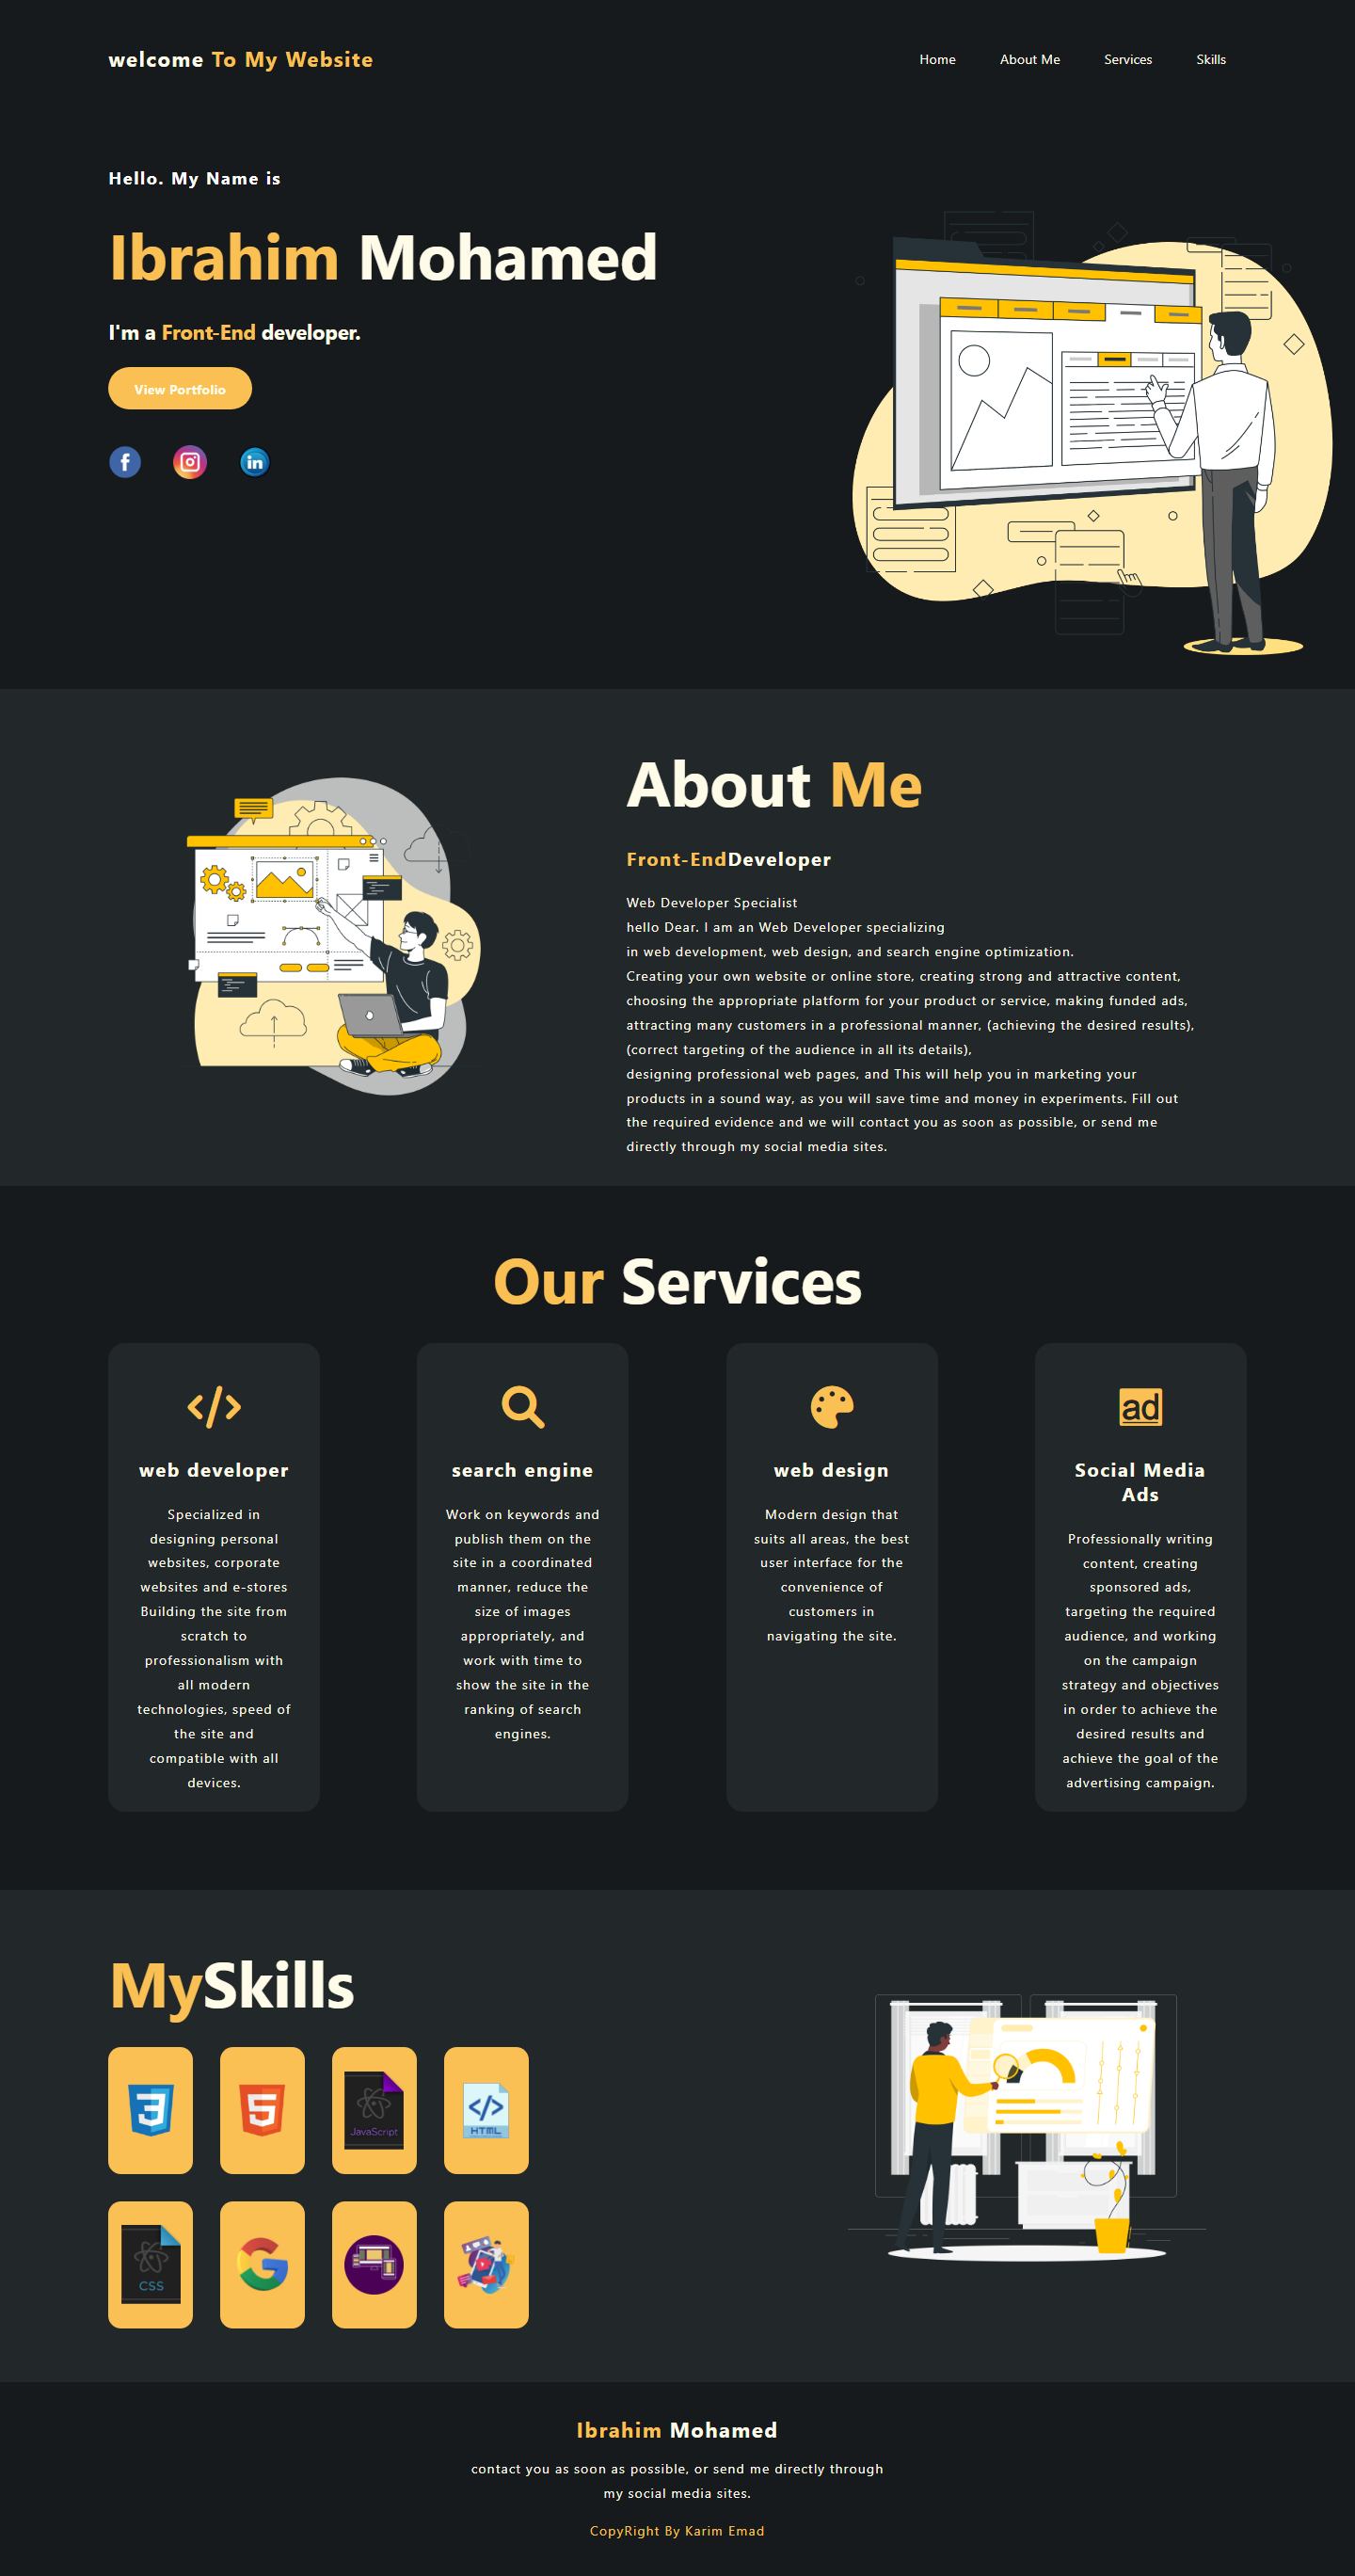 welcome To My Website
Home About Me Services Skills
Hello. My Name is
Ibrahim Mohamed
I'm a Front-End developer.
View Portfolio
f
in
About Me
Front-EndDeveloper
Web Developer Specialist
hello Dear. I am an Web Developer specializing
in web development, web design, and search engine optimization.
Creating your own website or online store, creating strong and attractive content,
choosing the appropriate platform for your product or service, making funded ads,
attracting many customers in a professional manner, (achieving the desired results),
(correct targeting of the audience in all its details),
designing professional web pages, and This will help you in marketing your
products in a sound way, as you will save time and money in experiments. Fill out
the required evidence and we will contact you as soon as possible, or send me
directly through my social media sites.
Our Services
web developer
Specialized in
designing personal
websites, corporate
websites and e-stores
Building the site from
scratch to
professionalism with
all modern
technologies, speed of
the site and
compatible with all
devices.
search engine
Work on keywords and
publish them on the
site in a coordinated
manner, reduce the
size of images
appropriately, and
work with time to
show the site in the
ranking of search
engines.
web design
Modern design that
suits all areas, the best
user interface for the
convenience of
customers in
navigating the site.
ad
Social Media
Ads
Professionally writing
content, creating
sponsored ads,
targeting the required
audience, and working
on the campaign
strategy and objectives
in order to achieve the
desired results and
achieve the goal of the
advertising campaign.
MySkills
3
5
JavaScript
</>
HTML
CSS
G
Ibrahim Mohamed
contact you as soon as possible, or send me directly through
my social media sites.
CopyRight By Karim Emad